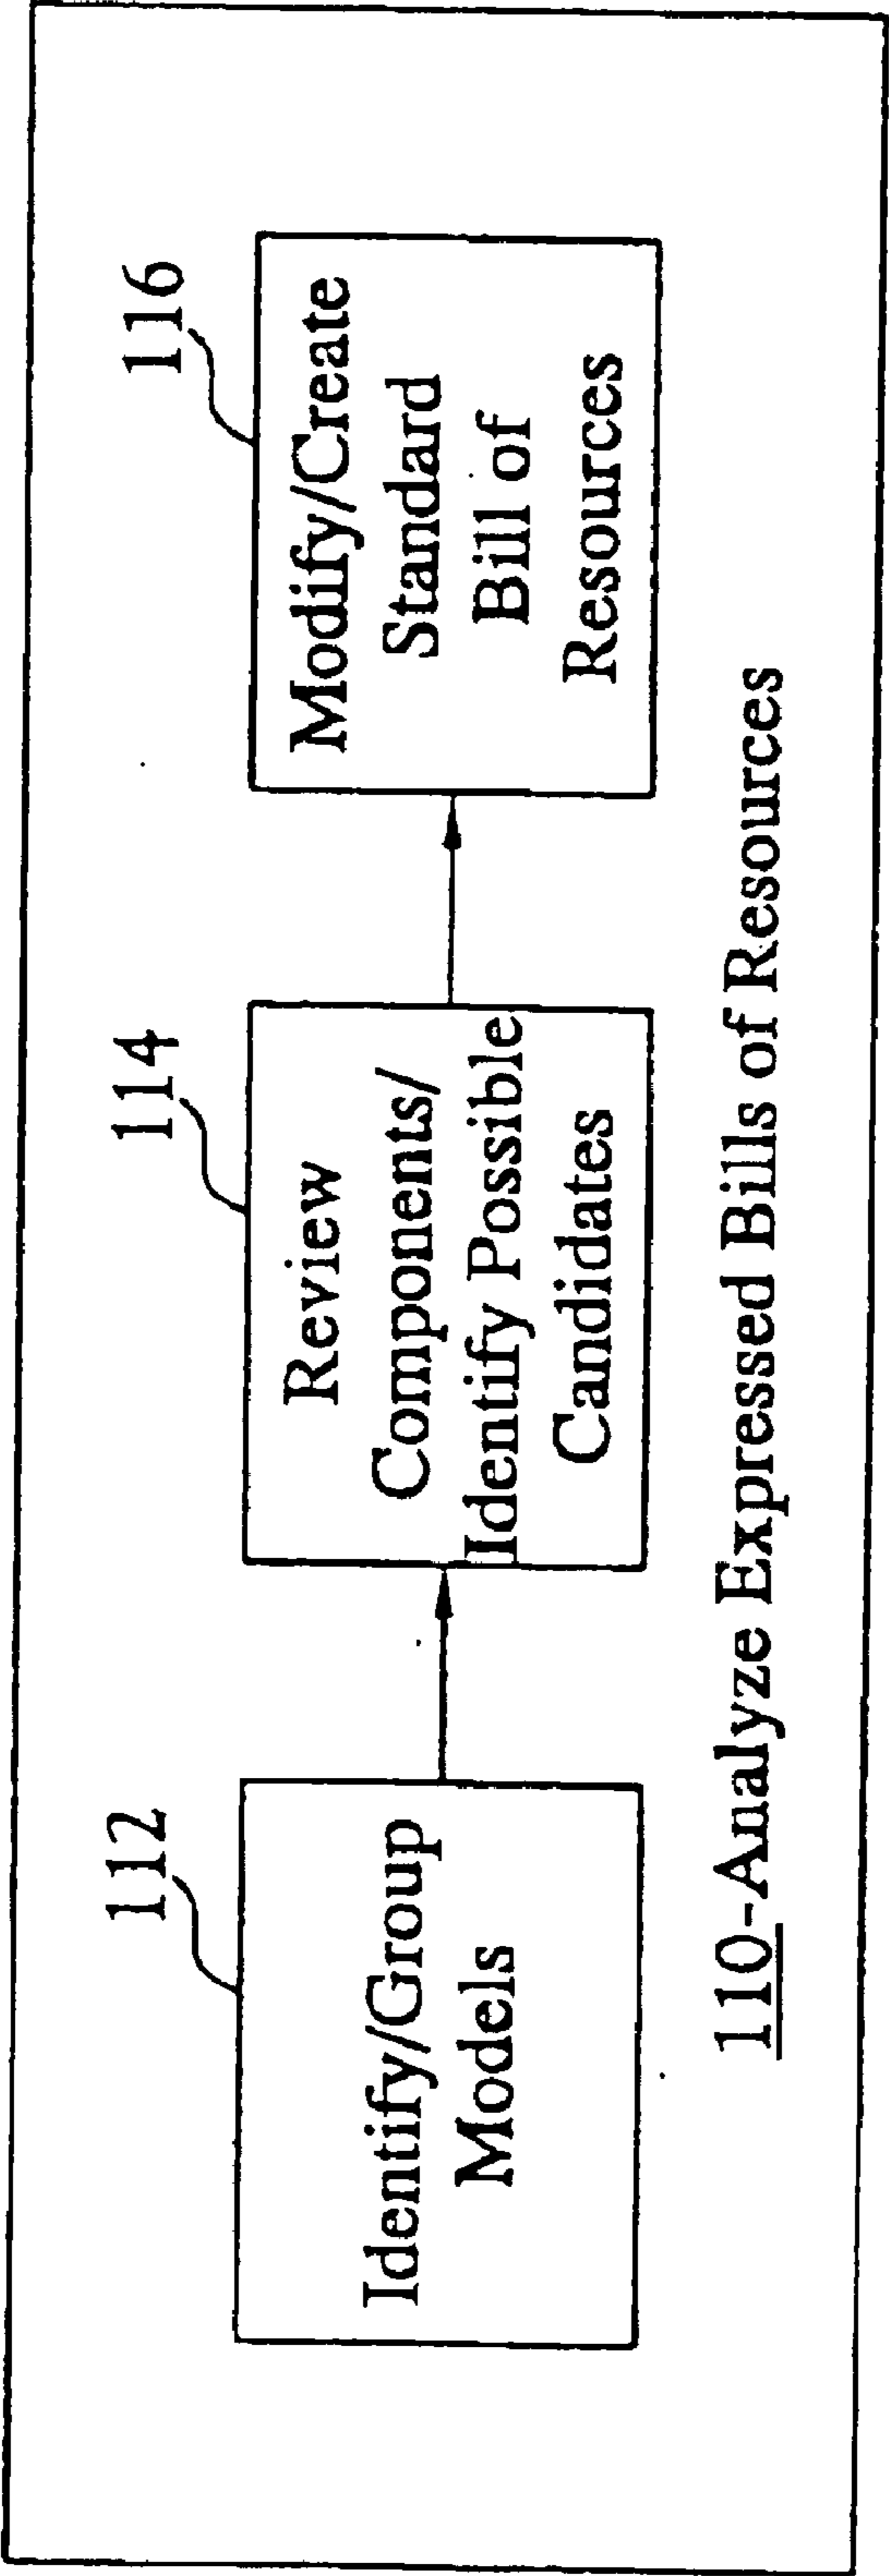 112
Identify/Group
Models
114
Review
Components/
Identify Possible
Candidates
116
Modify/Create
Standard
Bill of
Resources
110-Analyze Expressed Bills of Resources